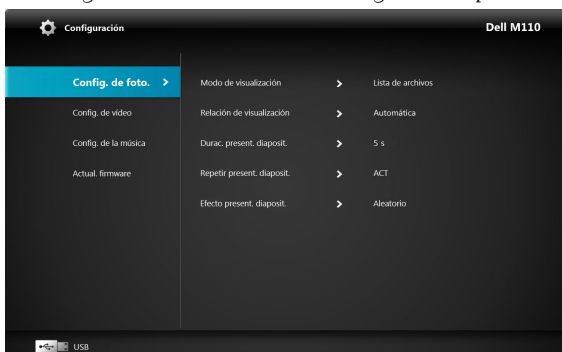 Configuración
Dell M110
Config. de foto. >
Modo de visualización > Lista de archivos
Config. de vídeo
Relación de visualización > Automática
Config. de la música
Durac. present. diaposit. > 5 s
Actual. firmware
Repetir present. diaposit. > ACT
Efecto present. diaposit. > Aleatorio
USB